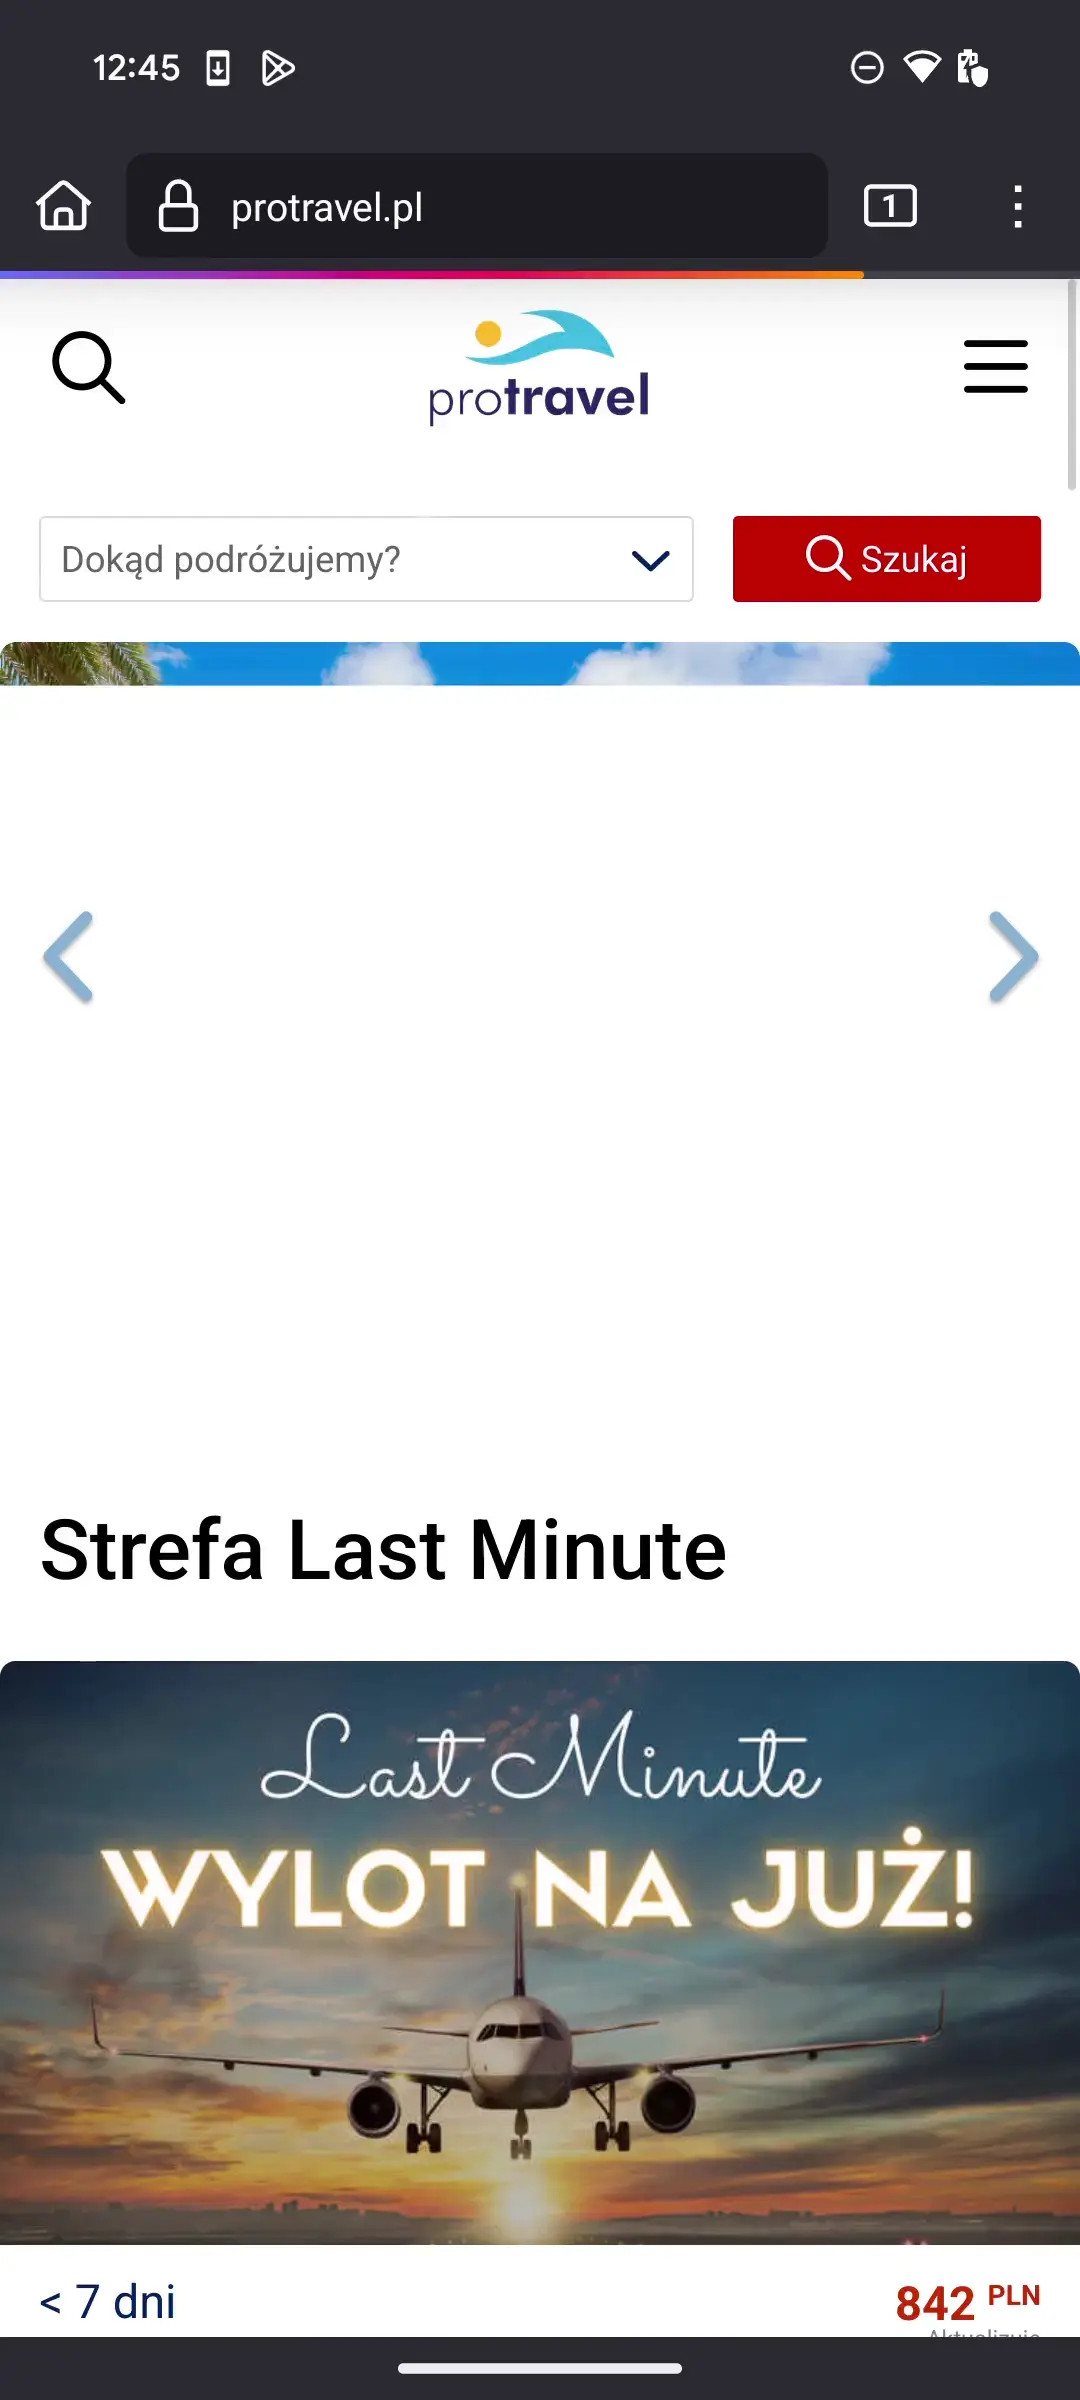 12:45
protravel.pl
1
protravel
Dokąd podróżujemy?
Szukaj
Strefa Last Minute
Last Minute
WYLOT NA JUŻ!
< 7 dni
842 PLN